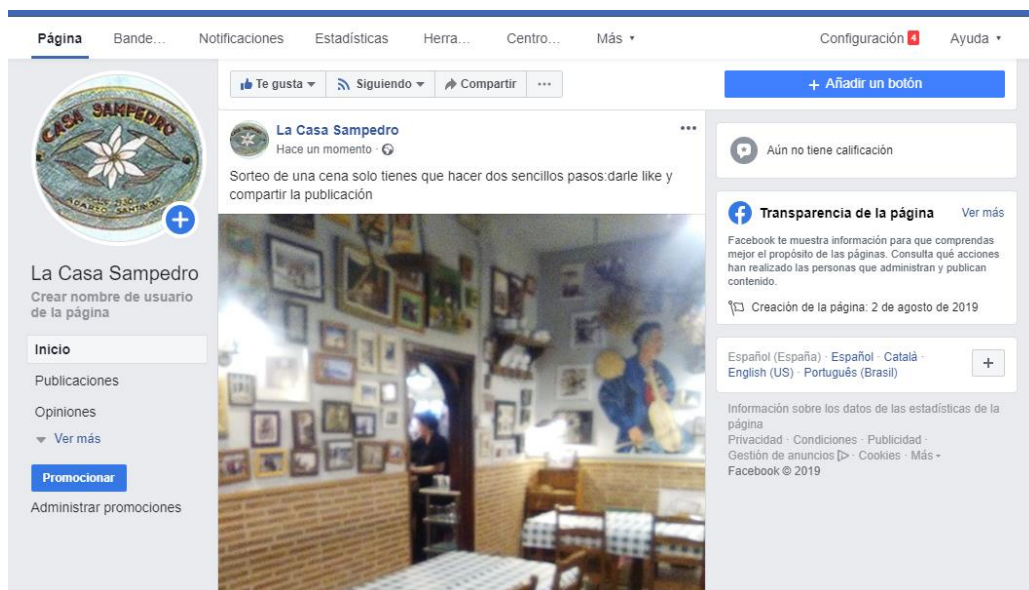 Página Bande... Notificaciones Estadísticas Herra... Centro... Más Configuración 4 Ayuda
CASA SAMPEDRO
La Casa Sampedro
Crear nombre de usuario
de la página
Inicio
Publicaciones
Opiniones
Ver más
Promocionar
Administrar promociones
Te gusta Siguiendo Compartir ...
La Casa Sampedro
Hace un momento ·
Sorteo de una cena solo tienes que hacer dos sencillos pasos:darle like y
compartir la publicación
+ Añadir un botón
Aún no tiene calificación
Transparencia de la página Ver más
Facebook te muestra información para que comprendas
mejor el propósito de las páginas. Consulta qué acciones
han realizado las personas que administran y publican
contenido.
Creación de la página: 2 de agosto de 2019
Español (España) · Español · Català ·
English (US) · Português (Brasil)
+
Información sobre los datos de las estadísticas de la
página
Privacidad · Condiciones · Publicidad ·
Gestión de anuncios · Cookies · Más
Facebook © 2019